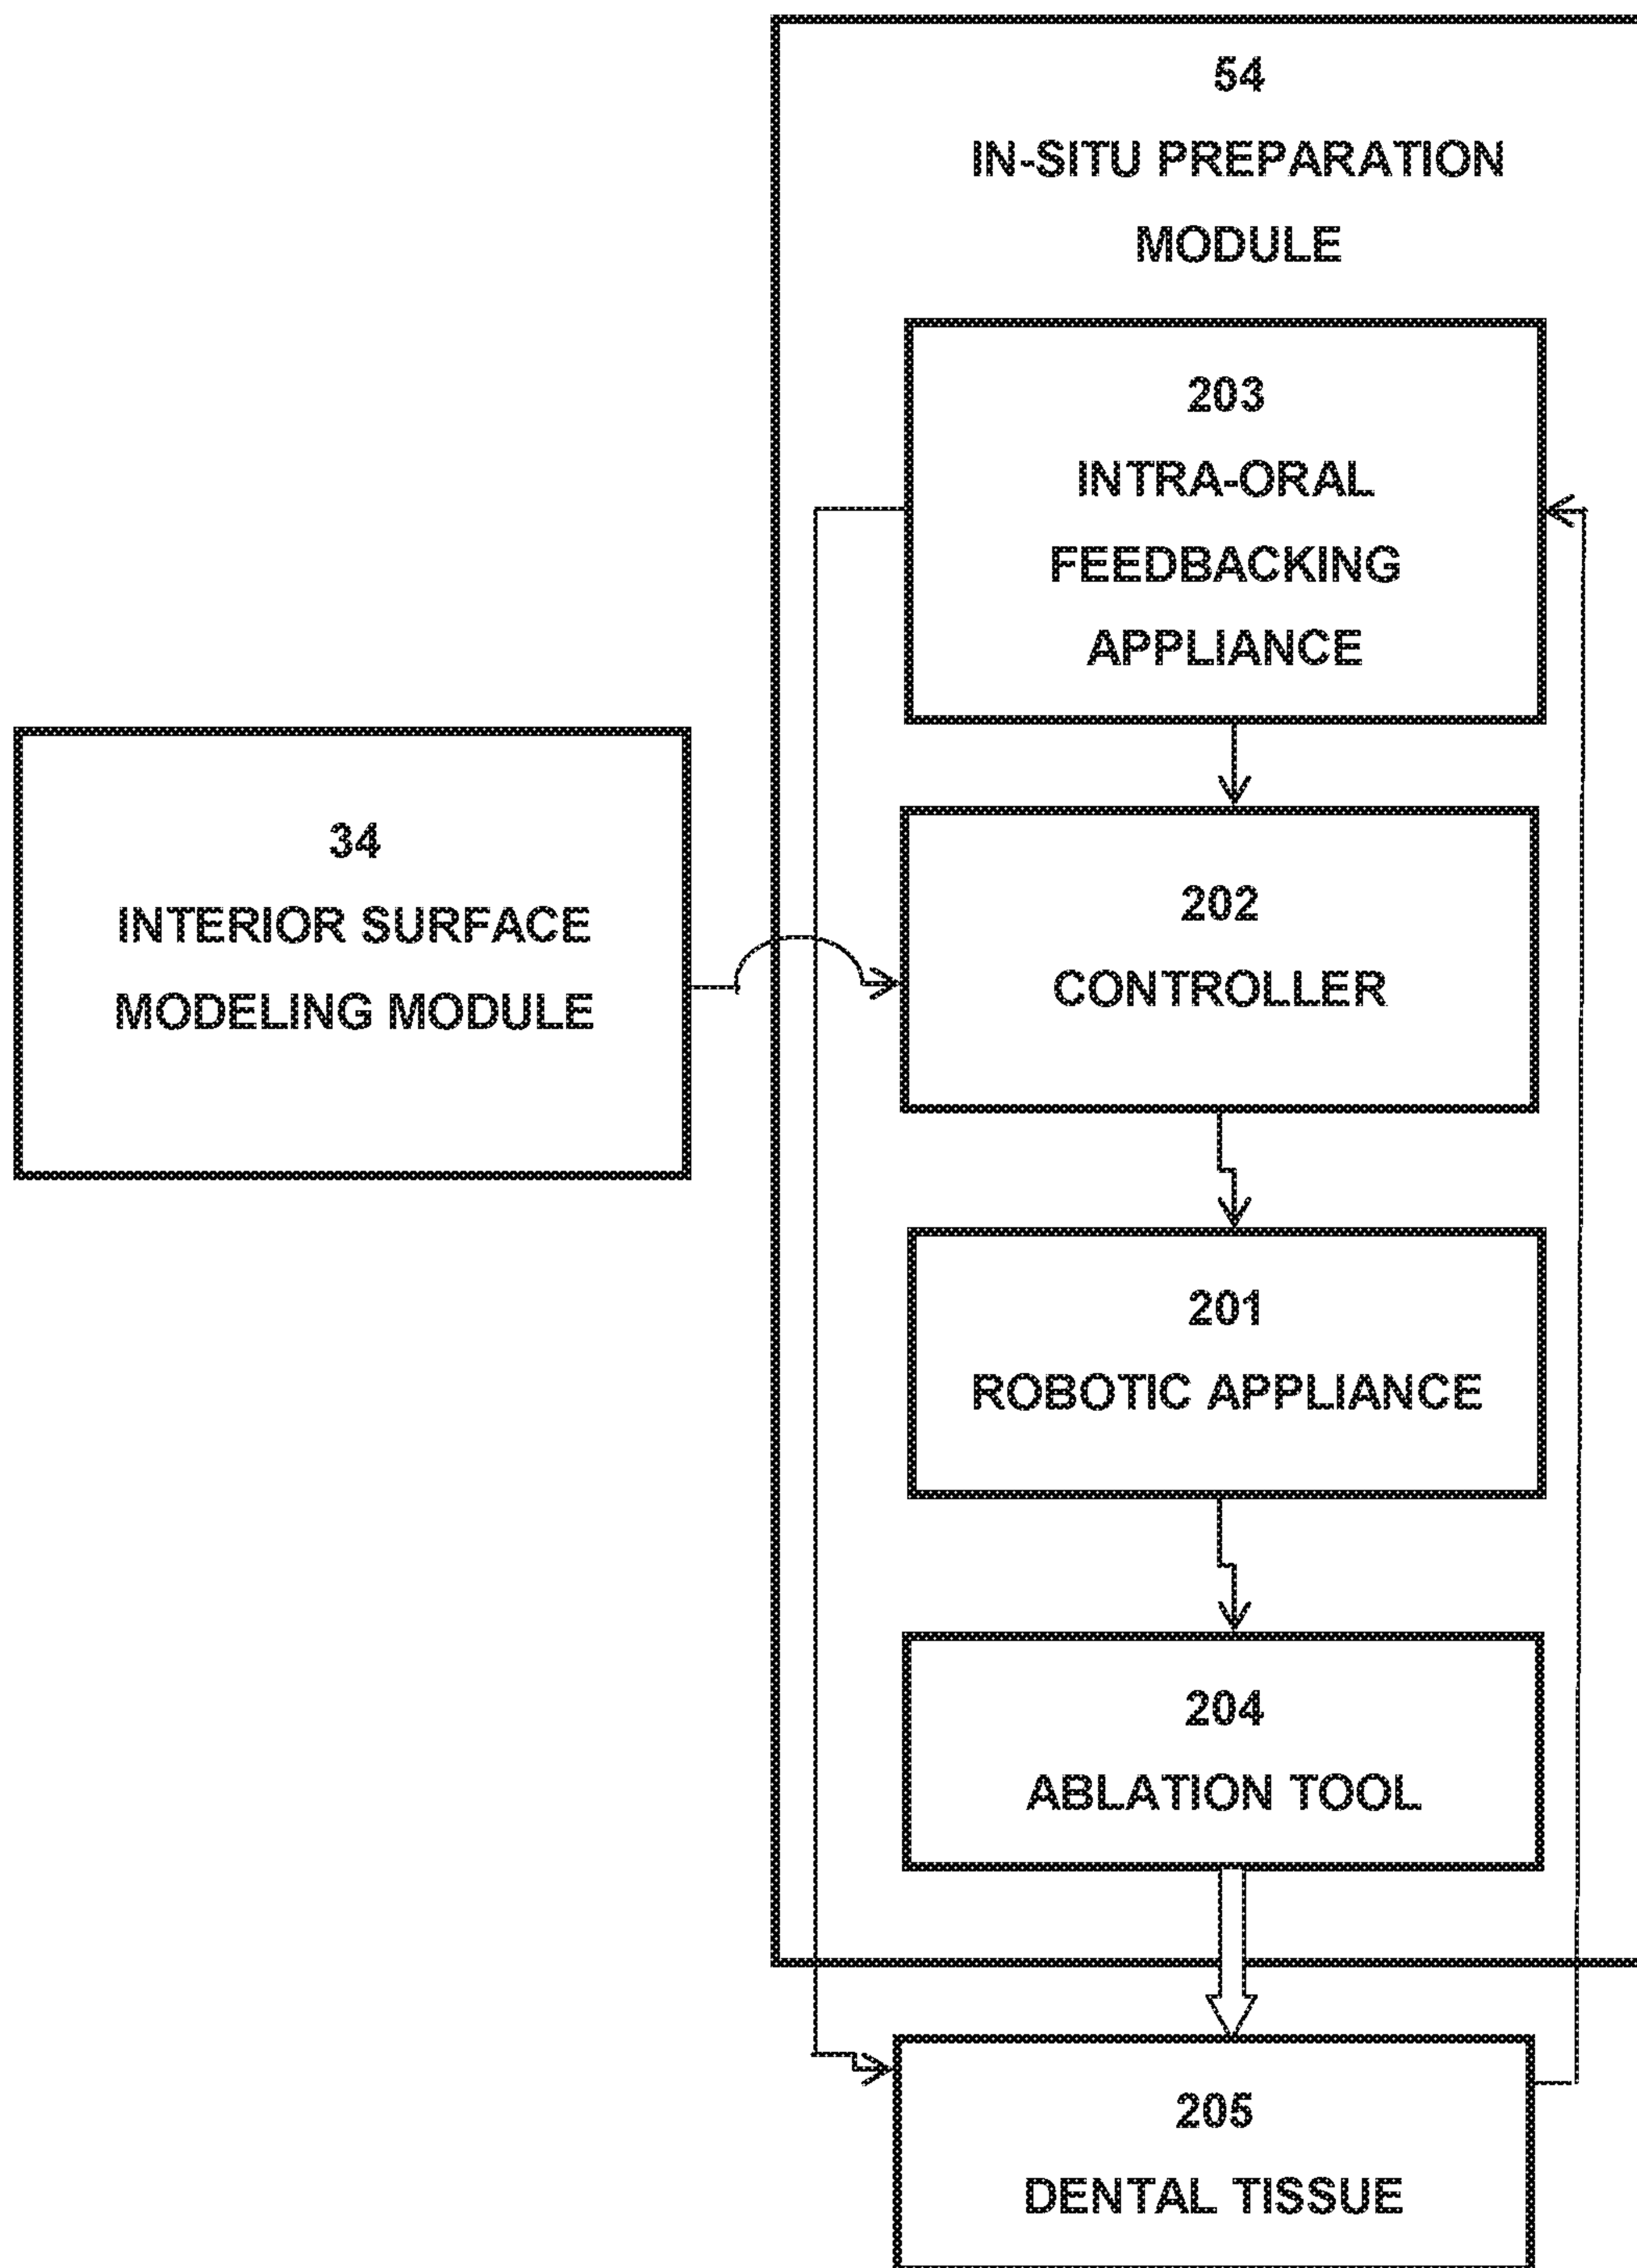 54
IN-SITU PREPARATION
MODULE
203
INTRA-ORAL
FEEDBACKING
APPLIANCE
34
INTERIOR SURFACE
MODELING MODULE
202
CONTROLLER
201
ROBOTIC APPLIANCE
204
ABLATION TOOL
205
DENTAL TISSUE